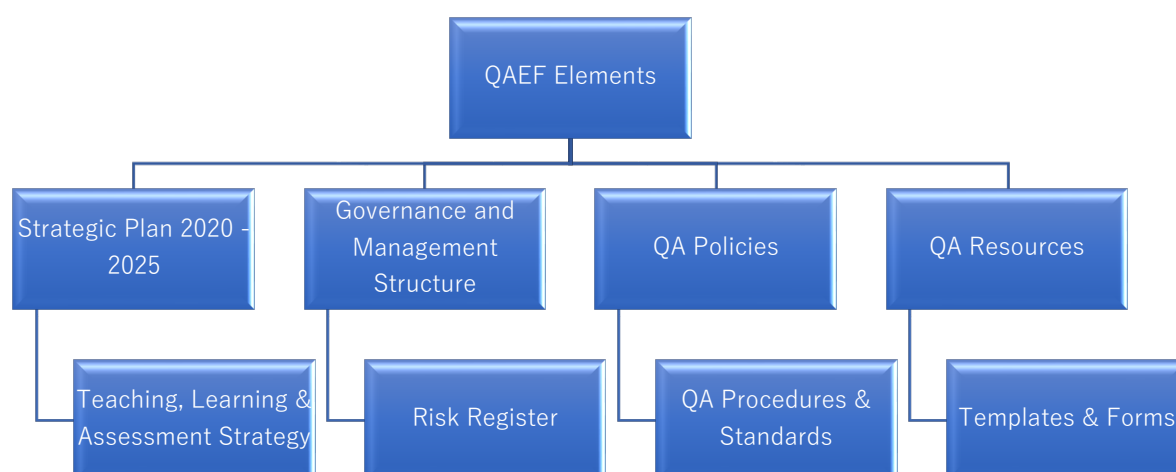 QAEF Elements
Strategic Plan 2020 -
2025
Governance and
Management
Structure
QA Policies
QA Resources
Teaching, Learning &
Assessment Strategy
Risk Register
QA Procedures &
Standards
Templates & Forms